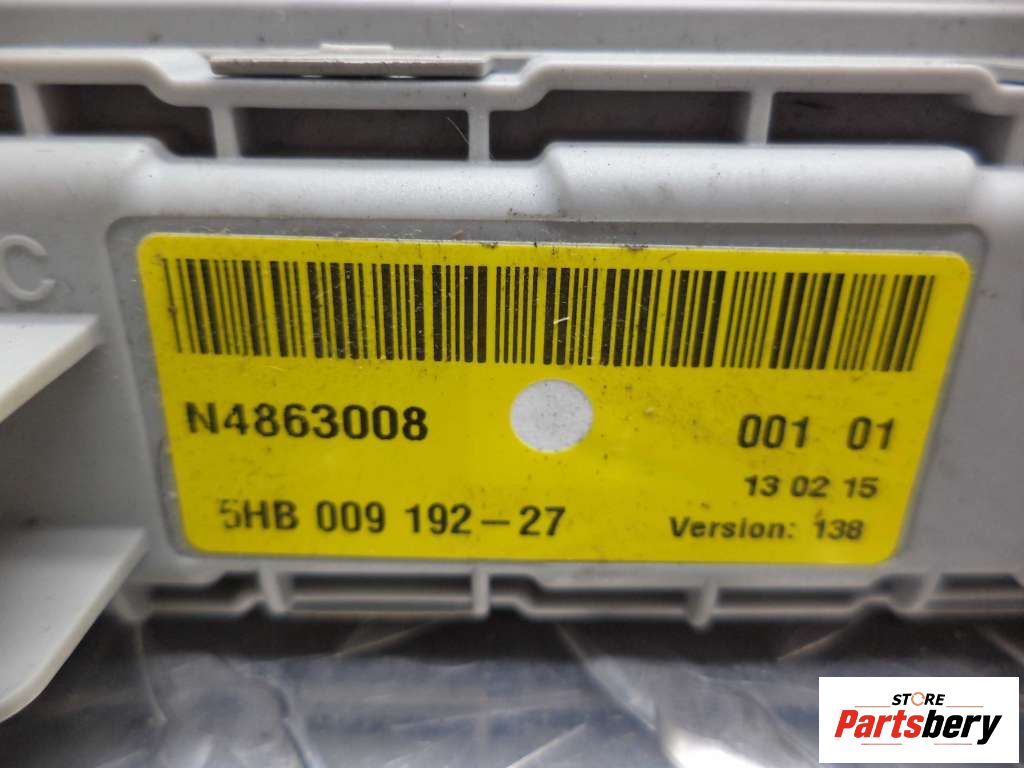 C
N4863008 001 01
13 02 15
5HB 009 192-27 Version: 138
STORE
Partsbery